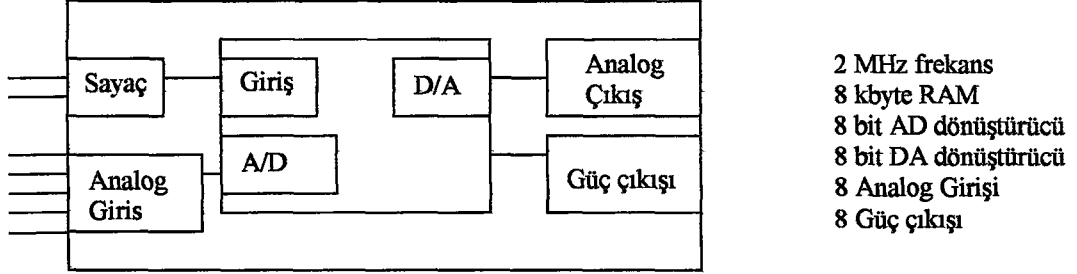 Sayaç
Giriş
D/A
Analog
Çıkış
A/D
Analog
Giris
Güç çıkışı
2 MHz frekans
8 kbyte RAM
8 bit AD dönüştürücü
8 bit DA dönüştürücü
8 Analog Girişi
8 Güç çıkışı